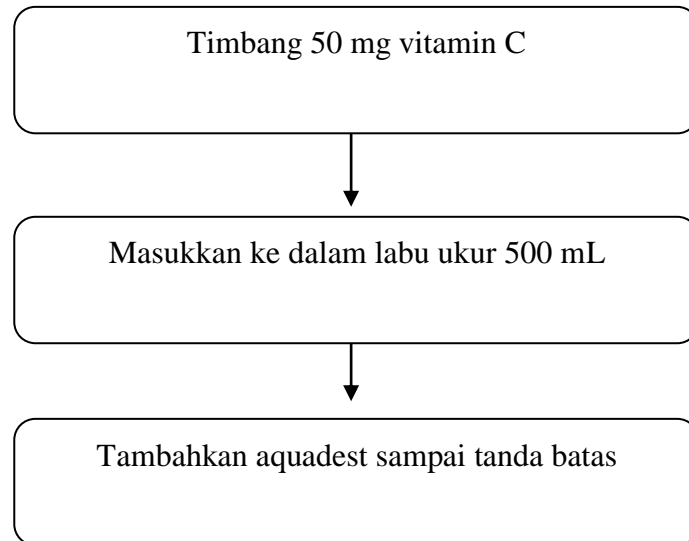 Timbang 50 mg vitamin C
Masukkan ke dalam labu ukur 500 mL
Tambahkan aquadest sampai tanda batas